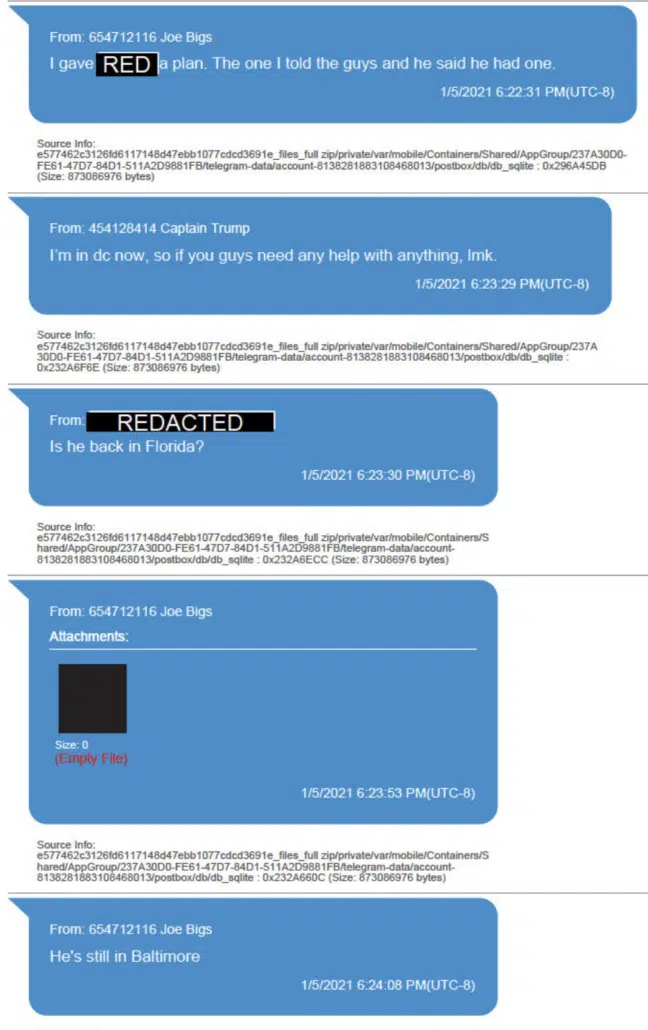 From: 654712116 Joe Bigs
I gave RED a plan. The one I told the guys and he said he had one.
1/5/2021 6:22:31 PM(UTC-8)
Source Info:
e577462c3126fd6117148d47ebb1077cdcd3691e_files_full zip/private/var/mobile/Containers/Shared/AppGroup/237A30D0-
FE61-47D7-84D1-511A2D9881FB/telegram-data/account-8138281883108468013/postbox/db/db_sqlite : 0x296A45DB
(Size: 873086976 bytes)
From: 454128414 Captain Trump
I'm in dc now, so if you guys need any help with anything, lmk.
1/5/2021 6:23:29 PM(UTC-8)
Source Info:
e577462c3126fd6117148d47ebb1077cdcd3691e_files_full zip/private/var/mobile/Containers/Shared/AppGroup/237A
30D0-FE61-47D7-84D1-511A2D9881FB/telegram-data/account-8138281883108468013/postbox/db/db_sqlite :
0x232A6F6E (Size: 873086976 bytes)
From: REDACTED
Is he back in Florida?
1/5/2021 6:23:30 PM(UTC-8)
Source Info:
e577462c3126fd6117148d47ebb1077cdcd3691e_files_full zip/private/var/mobile/Containers/S
hared/AppGroup/237A30D0-FE61-47D7-84D1-511A2D9881FB/telegram-data/account-
8138281883108468013/postbox/db/db_sqlite : 0x232A6ECC (Size: 873086976 bytes)
From: 654712116 Joe Bigs
Attachments:
Size: 0
(Empty File)
1/5/2021 6:23:53 PM(UTC-8)
Source Info:
e577462c3126fd6117148d47ebb1077cdcd3691e_files_full zip/private/var/mobile/Containers/S
hared/AppGroup/237A30D0-FE61-47D7-84D1-511A2D9881FB/telegram-data/account-
8138281883108468013/postbox/db/db_sqlite : 0x232A660C (Size: 873086976 bytes)
From: 654712116 Joe Bigs
He's still in Baltimore
1/5/2021 6:24:08 PM(UTC-8)